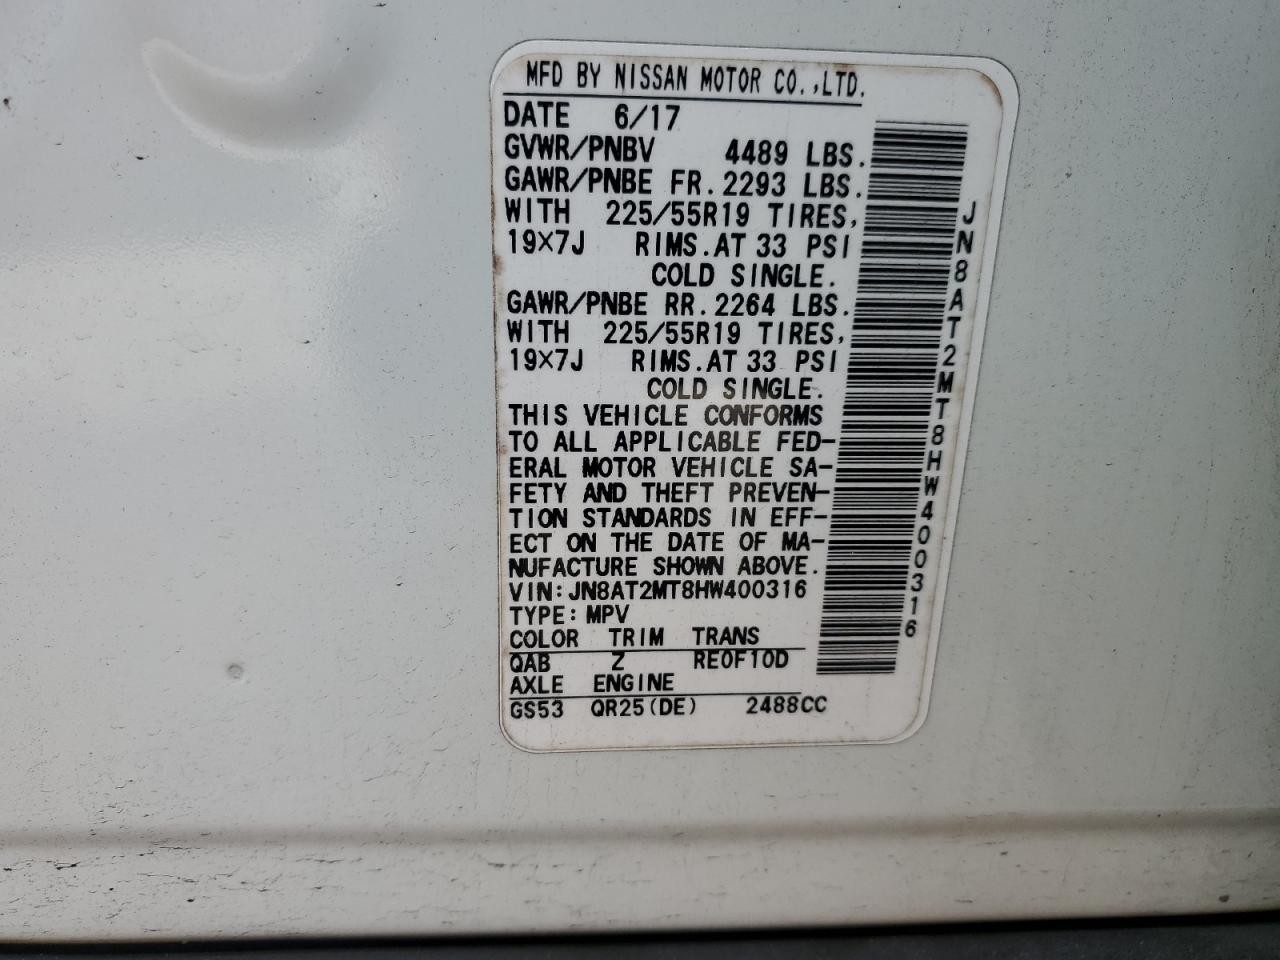 MFD BY NISSAN MOTOR CO.,LTD.
DATE 6/17
GVWR/PNBV 4489 LBS.
GAWR/PNBE FR.2293 LBS.
WITH 225/55R19 TIRES,
19×7J RIMS.AT 33 PSI
COLD SINGLE.
GAWR/PNBE RR.2264 LBS.
WITH 225/55R19 TIRES,
19×7J RIMS.AT 33 PSI
COLD SINGLE.
THIS VEHICLE CONFORMS
TO ALL APPLICABLE FED-
ERAL MOTOR VEHICLE SA-
FETY AND THEFT PREVEN-
TION STANDARDS IN EFF-
ECT ON THE DATE OF MA-
NUFACTURE SHOWN ABOVE.
VIN:JN8AT2MT8HW400316
TYPE:MPV
COLOR TRIM TRANS
QAB Z RE0F10D
AXLE ENGINE
GS53 QR25(DE) 2488CC
JN8AT2MT8HW400316